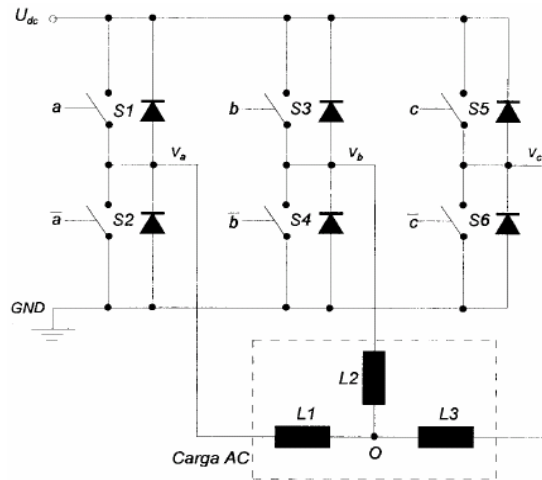 U_dc
a
S1
b
S3
c
S5
v_a
v_b
v_c
a̅
S2
b̅
S4
c̅
S6
GND
L2
L1
L3
Carga AC
O